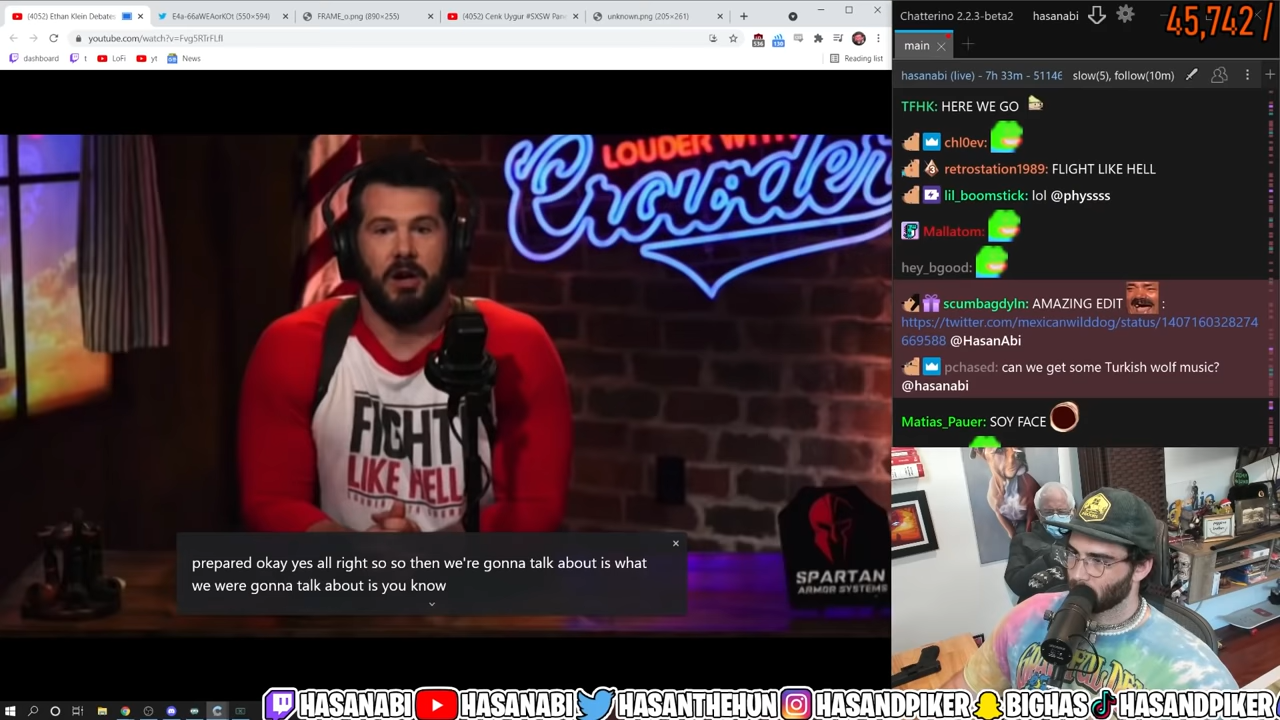 (4052) Ethan Klein Debates
E4a-66aWEAorKOt (550×594)
FRAME_o.png (890×255)
(4052) Cenk Uygur #SXSW Pan
unknown.png (205×261)
Chatterino 2.2.3-beta2
hasanabi
45,742 /
youtube.com/watch?v=FvgSRTrFLfI
536
130
main
dashboard
t
LoFi
yt
News
Reading list
hasanabi (live) - 7h 33m - 51146
slow(5), follow(10m)
TFHK: HERE WE GO
chl0ev:
retrostation1989: FLIGHT LIKE HELL
lil_boomstick: lol @physsss
Mallatom:
hey_bgood:
scumbagdyln: AMAZING EDIT :
https://twitter.com/mexicanwilddog/status/1407160328274
669588 @HasanAbi
pchased: can we get some Turkish wolf music?
@hasanabi
Matias_Pauer: SOY FACE
LOUDER WITH
Crowder
FIGHT
LIKE HELL
SPARTAN
ARMOR SYSTEMS
prepared okay yes all right so so then we're gonna talk about is what
we were gonna talk about is you know
HASANABI
HASANABI
HASANTHEHUN
HASANDPIKER
BIGHAS
HASANDPIKER